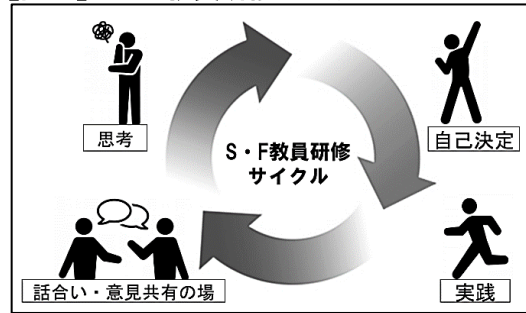 思考
自己決定
S・F教員研修
サイクル
話合い・意見共有の場
実践